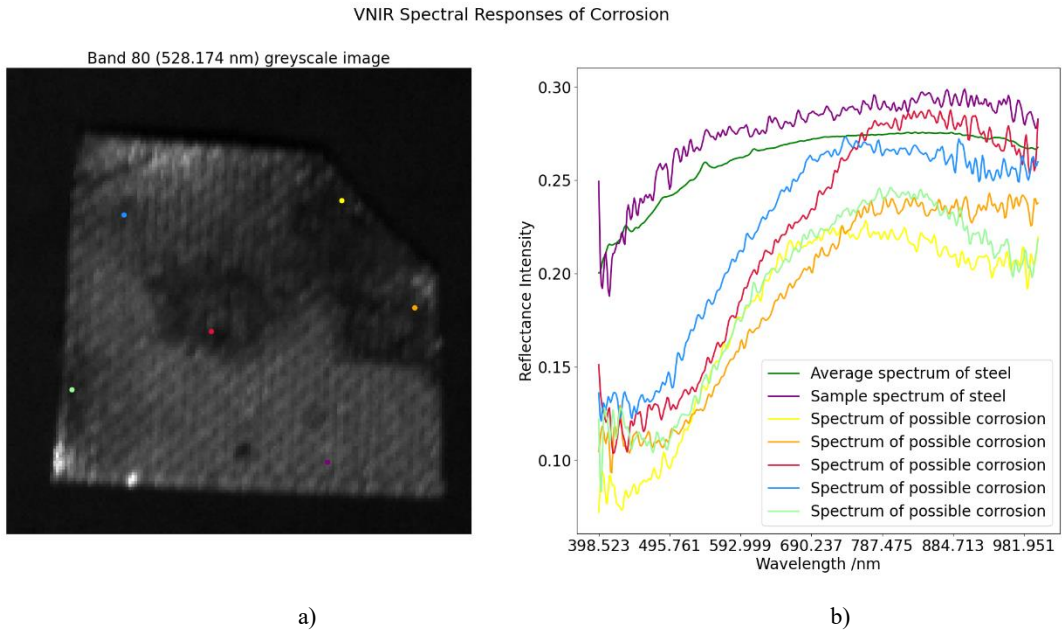 VNIR Spectral Responses of Corrosion
Band 80 (528.174 nm) greyscale image
0.30
0.25
0.20
0.15
0.10
Reflectance Intensity
Average spectrum of steel
Sample spectrum of steel
Spectrum of possible corrosion
Spectrum of possible corrosion
Spectrum of possible corrosion
Spectrum of possible corrosion
Spectrum of possible corrosion
398.523 495.761 592.999 690.237 787.475 884.713 981.951
Wavelength /nm
a) b)